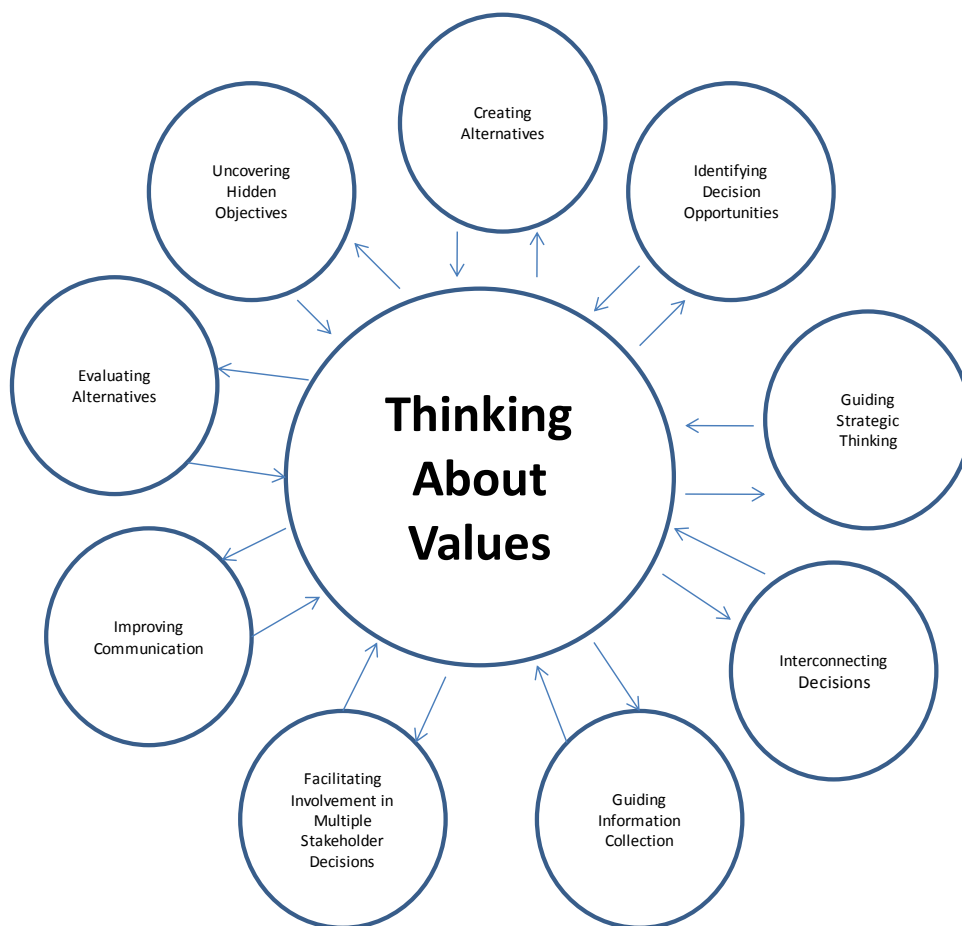 Creating
Alternatives
Identifying
Decision
Opportunities
Guiding
Strategic
Thinking
Interconnecting
Decisions
Guiding
Information
Collection
Facilitating
Involvement in
Multiple
Stakeholder
Decisions
Improving
Communication
Evaluating
Alternatives
Uncovering
Hidden
Objectives
Thinking
About
Values